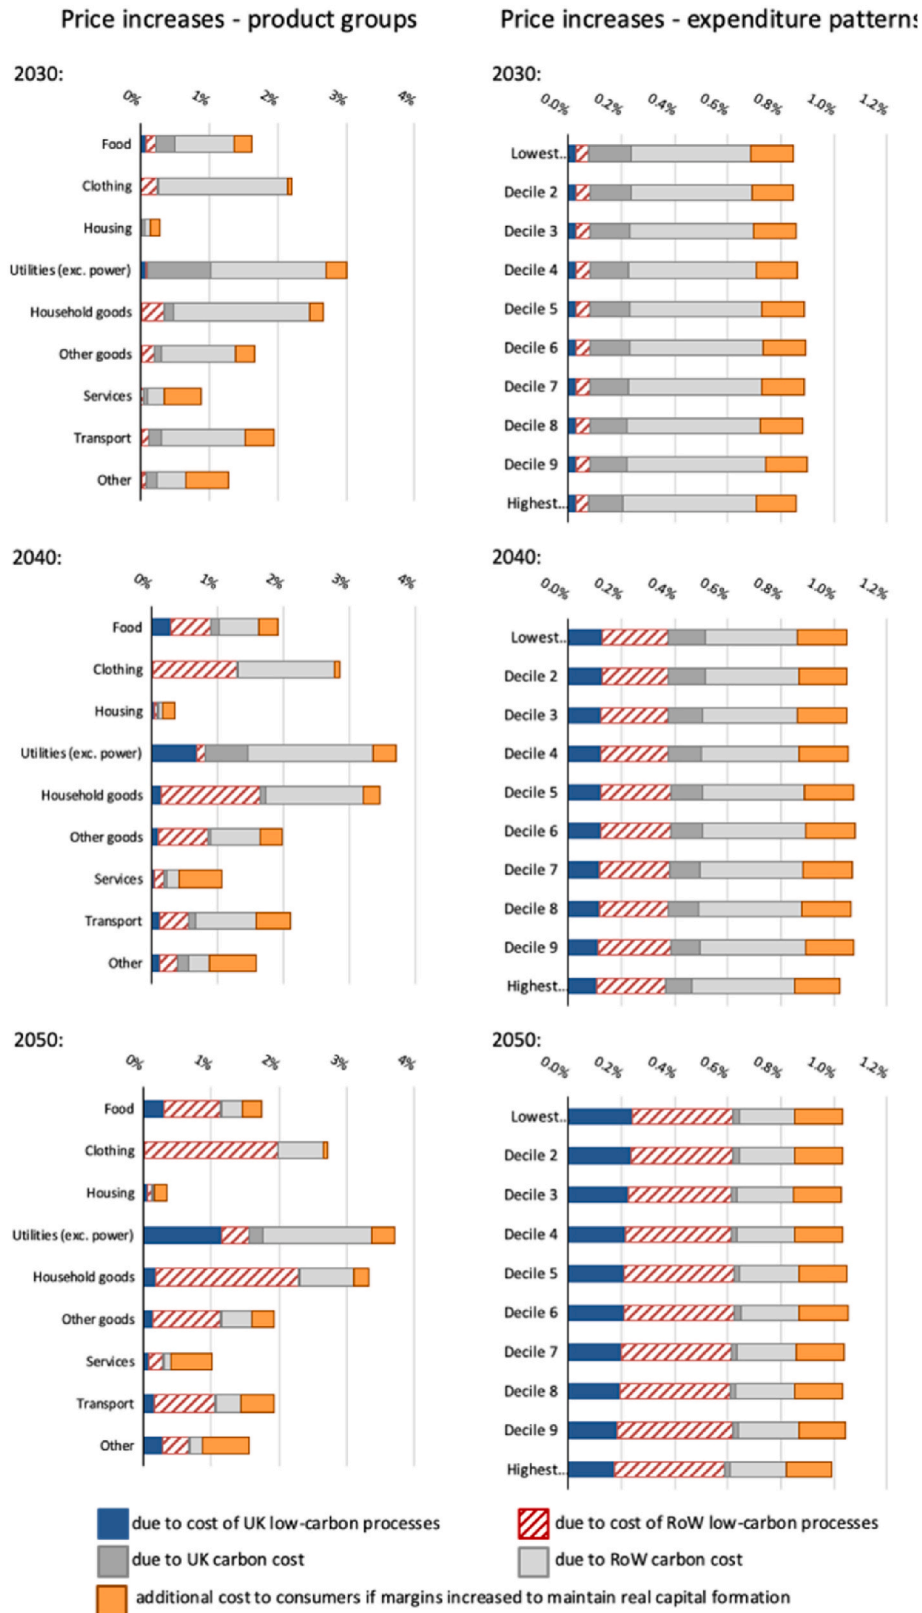 Price increases - product groups
Price increases - expenditure patterns
2030:
0% 1% 2% 3% 4%
Food
Clothing
Housing
Utilities (exc. power)
Household goods
Other goods
Services
Transport
Other
2030:
0.0% 0.2% 0.4% 0.6% 0.8% 1.0% 1.2%
Lowest...
Decile 2
Decile 3
Decile 4
Decile 5
Decile 6
Decile 7
Decile 8
Decile 9
Highest...
2040:
0% 1% 2% 3% 4%
Food
Clothing
Housing
Utilities (exc. power)
Household goods
Other goods
Services
Transport
Other
2040:
0.0% 0.2% 0.4% 0.6% 0.8% 1.0% 1.2%
Lowest...
Decile 2
Decile 3
Decile 4
Decile 5
Decile 6
Decile 7
Decile 8
Decile 9
Highest...
2050:
0% 1% 2% 3% 4%
Food
Clothing
Housing
Utilities (exc. power)
Household goods
Other goods
Services
Transport
Other
2050:
0.0% 0.2% 0.4% 0.6% 0.8% 1.0% 1.2%
Lowest...
Decile 2
Decile 3
Decile 4
Decile 5
Decile 6
Decile 7
Decile 8
Decile 9
Highest...
due to cost of UK low-carbon processes
due to cost of RoW low-carbon processes
due to UK carbon cost
due to RoW carbon cost
additional cost to consumers if margins increased to maintain real capital formation